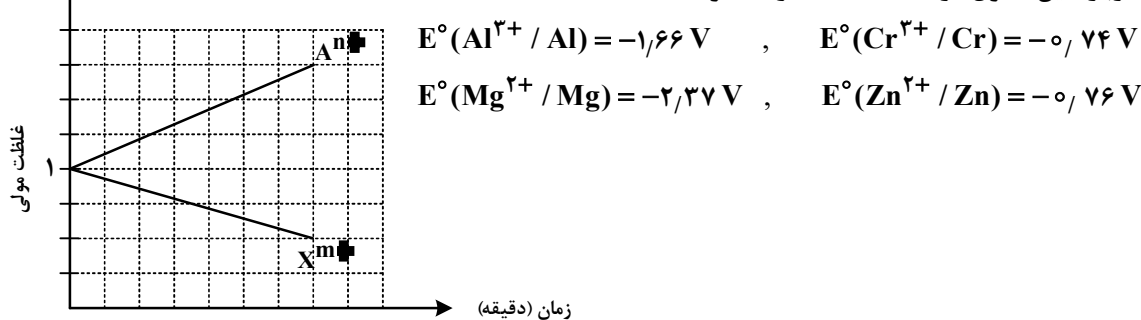 E°(Al³⁺ / Al) = −۱٫۶۶ V , E°(Cr³⁺ / Cr) = −۰٫۷۴ V
E°(Mg²⁺ / Mg) = −۲٫۳۷ V , E°(Zn²⁺ / Zn) = −۰٫۷۶ V
Aⁿ⁺
غلظت مولی
۱
Xᵐ⁺
زمان (دقیقه)